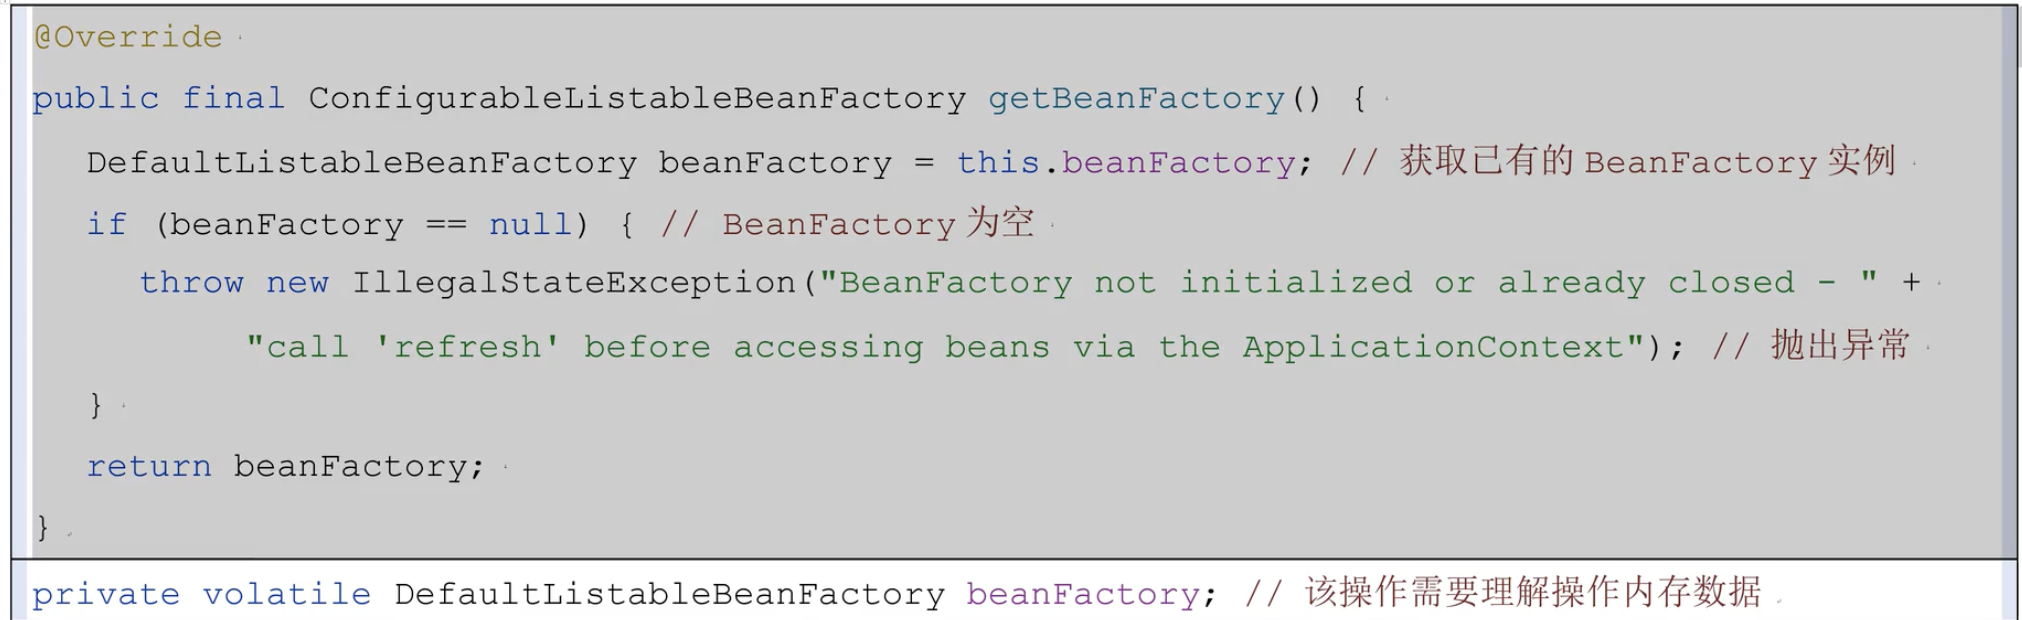 @Override
public final ConfigurableListableBeanFactory getBeanFactory() {
DefaultListableBeanFactory beanFactory = this.beanFactory; // 获取已有的 BeanFactory 实例
if (beanFactory == null) { // BeanFactory 为空
throw new IllegalStateException("BeanFactory not initialized or already closed - " +
"call 'refresh' before accessing beans via the ApplicationContext"); // 抛出异常
}
return beanFactory;
}
private volatile DefaultListableBeanFactory beanFactory; // 该操作需要理解操作内存数据